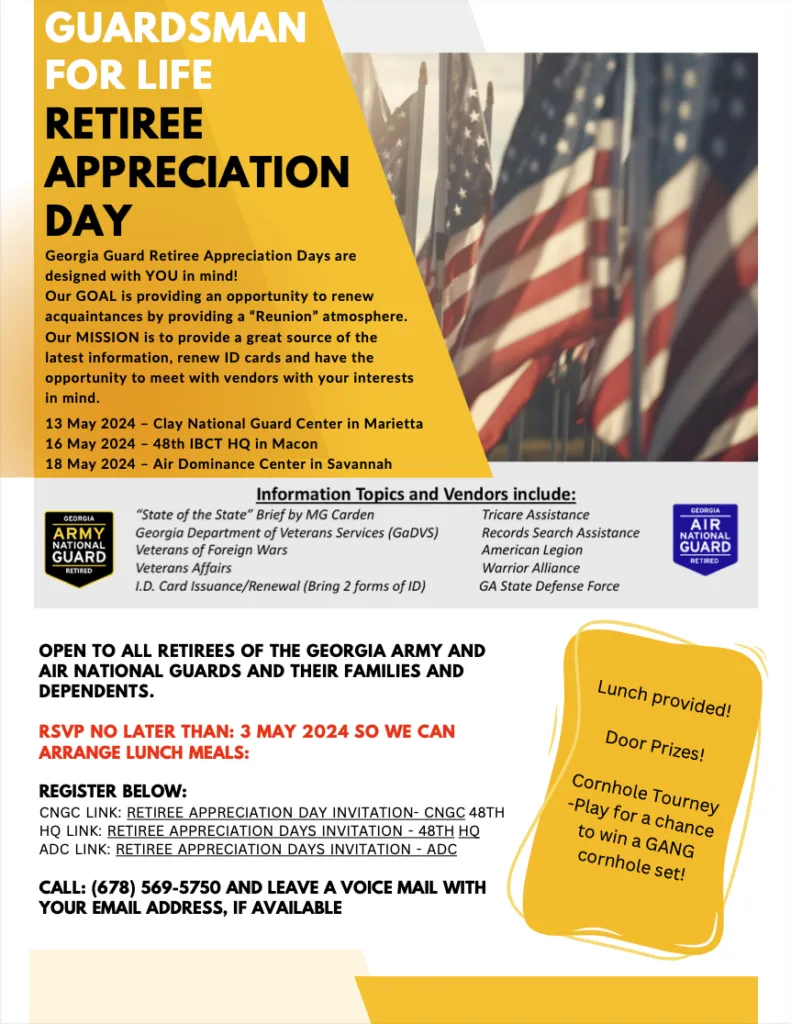 GUARDSMAN
FOR LIFE
RETIREE
APPRECIATION
DAY
Georgia Guard Retiree Appreciation Days are
designed with YOU in mind!
Our GOAL is providing an opportunity to renew
acquaintances by providing a “Reunion” atmosphere.
Our MISSION is to provide a great source of the
latest information, renew ID cards and have the
opportunity to meet with vendors with your interests
in mind.
13 May 2024 – Clay National Guard Center in Marietta
16 May 2024 – 48th IBCT HQ in Macon
18 May 2024 – Air Dominance Center in Savannah
Information Topics and Vendors include:
GEORGIA
ARMY
NATIONAL
GUARD
RETIRED
“State of the State” Brief by MG Carden
Georgia Department of Veterans Services (GaDVS)
Veterans of Foreign Wars
Veterans Affairs
I.D. Card Issuance/Renewal (Bring 2 forms of ID)
Tricare Assistance
Records Search Assistance
American Legion
Warrior Alliance
GA State Defense Force
GEORGIA
AIR
NATIONAL
GUARD
RETIRED
OPEN TO ALL RETIREES OF THE GEORGIA ARMY AND
AIR NATIONAL GUARDS AND THEIR FAMILIES AND
DEPENDENTS.
RSVP NO LATER THAN: 3 MAY 2024 SO WE CAN
ARRANGE LUNCH MEALS:
REGISTER BELOW:
CNGC LINK: RETIREE APPRECIATION DAY INVITATION- CNGC 48TH
HQ LINK: RETIREE APPRECIATION DAYS INVITATION - 48TH HQ
ADC LINK: RETIREE APPRECIATION DAYS INVITATION - ADC
CALL: (678) 569-5750 AND LEAVE A VOICE MAIL WITH
YOUR EMAIL ADDRESS, IF AVAILABLE
Lunch provided!
Door Prizes!
Cornhole Tourney
-Play for a chance
to win a GANG
cornhole set!